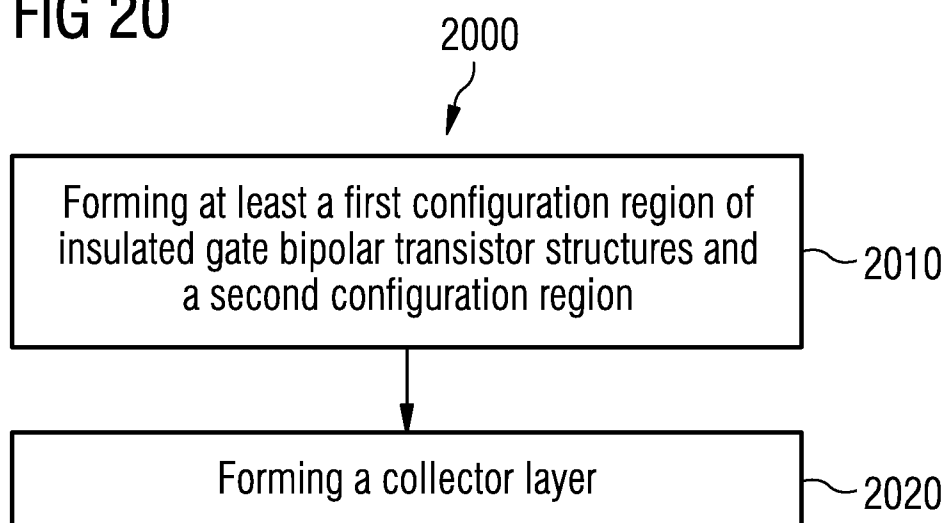 FIG 20
2000
Forming at least a first configuration region of
insulated gate bipolar transistor structures and
a second configuration region
2010
Forming a collector layer
2020